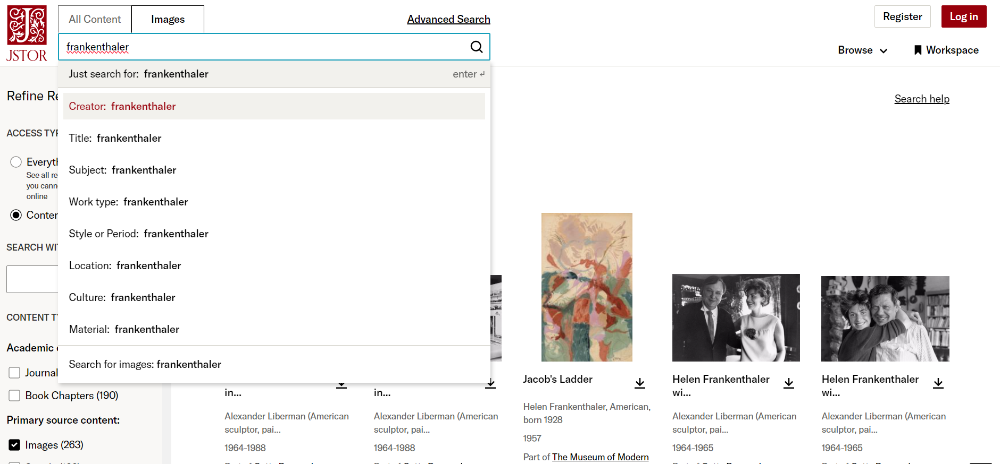 All Content
Images
Advanced Search
Register
Log in
JSTOR
frankenthaler
Browse
Workspace
Just search for: frankenthaler
enter
Refine Re
Creator: frankenthaler
Search help
ACCESS TYP
Title: frankenthaler
Everyth
See all re
you cann
online
Subject: frankenthaler
Work type: frankenthaler
Conten
Style or Period: frankenthaler
SEARCH WIT
Location: frankenthaler
Culture: frankenthaler
CONTENT TY
Material: frankenthaler
Academic
Search for images: frankenthaler
Journal
Book Chapters (190)
Primary source content:
Images (263)
in...
Alexander Liberman (American
sculptor, pai...
1964-1988
in...
Alexander Liberman (American
sculptor, pai...
1964-1988
Jacob's Ladder
Helen Frankenthaler, American,
born 1928
1957
Part of The Museum of Modern
Helen Frankenthaler
wi...
Alexander Liberman (American
sculptor, pai...
1964-1965
Helen Frankenthaler
wi...
Alexander Liberman (American
sculptor, pai...
1964-1965